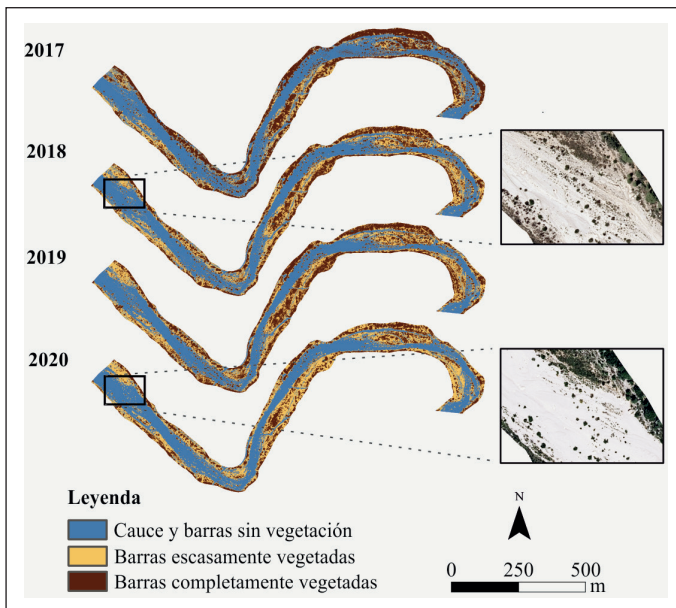 2017
2018
2019
2020
Leyenda
Cauce y barras sin vegetación
Barras escasamente vegetadas
Barras completamente vegetadas
N
0 250 500
m